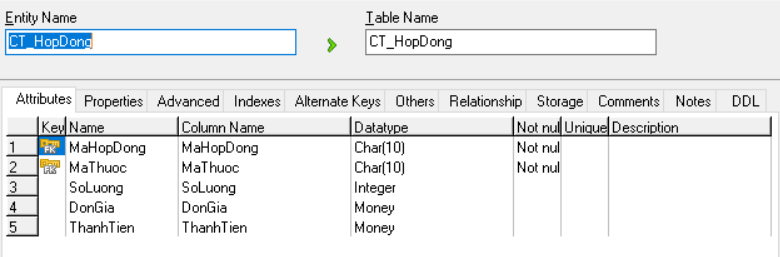 Entity Name Table Name
CT_HopDong CT_HopDong
Attributes Properties Advanced Indexes Alternate Keys Others Relationship Storage Comments Notes DDL
Key Name Column Name Datatype Not nul Unique Description
1 FK MaHopDong MaHopDong Char(10) Not nul
2 FK MaThuoc MaThuoc Char(10) Not nul
3 SoLuong SoLuong Integer
4 DonGia DonGia Money
5 ThanhTien ThanhTien Money